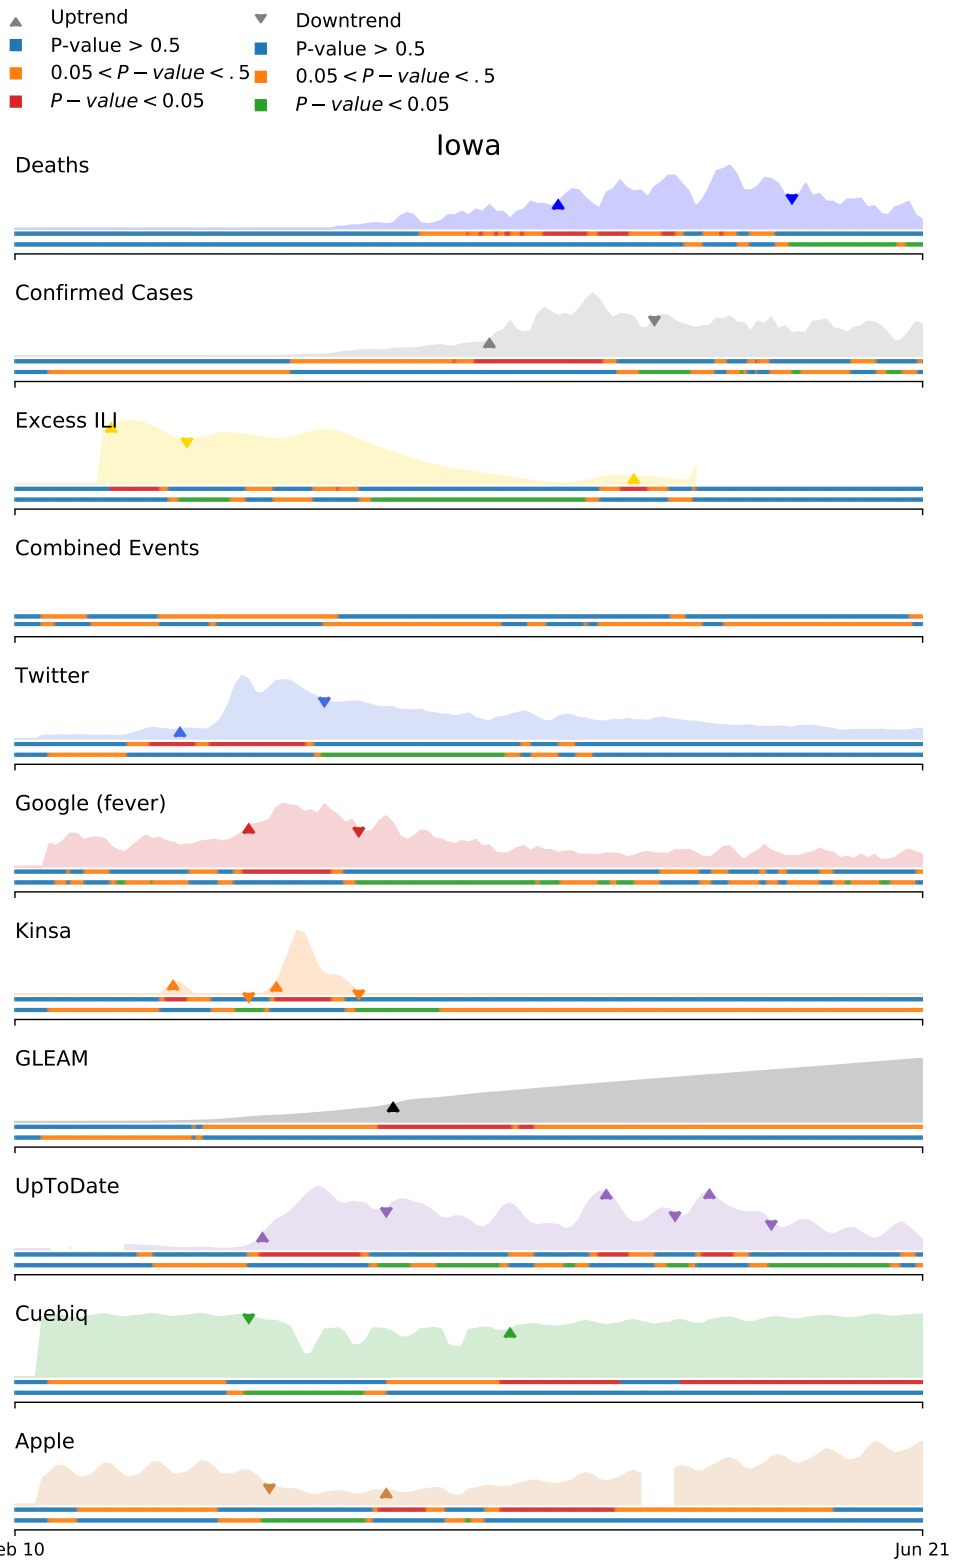 Uptrend
P-value > 0.5
0.05 < P − value < .5
P − value < 0.05
Downtrend
P-value > 0.5
0.05 < P − value < .5
P − value < 0.05
Iowa
Deaths
Confirmed Cases
Excess ILI
Combined Events
Twitter
Google (fever)
Kinsa
GLEAM
UpToDate
Cuebiq
Apple
eb 10
Jun 21